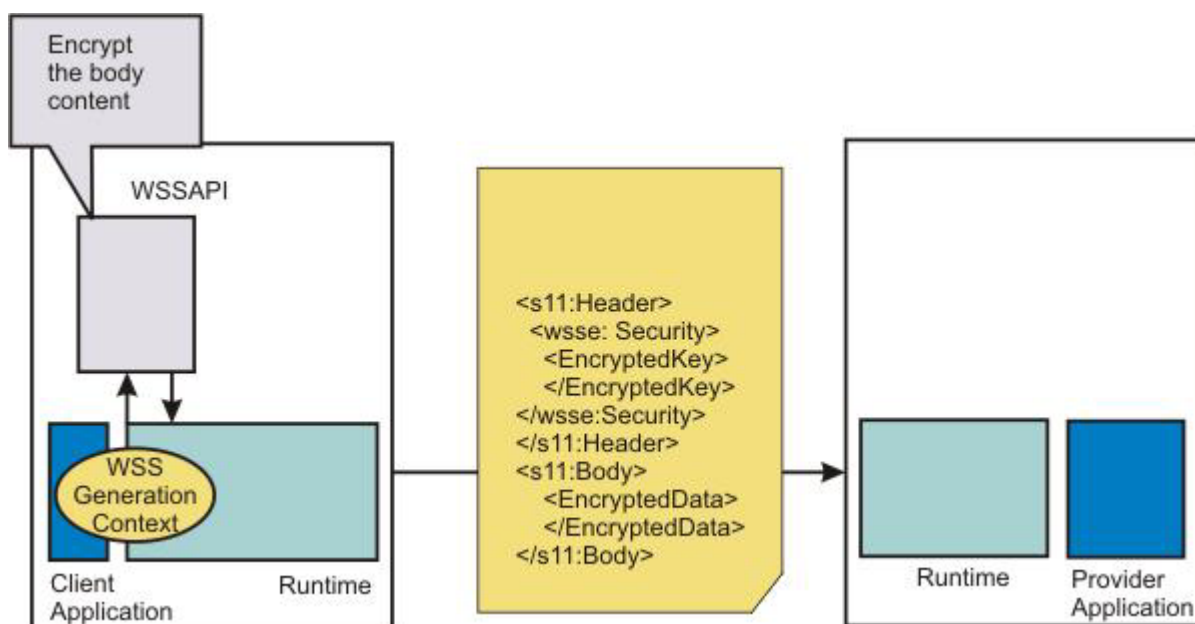 Encrypt
the body
content
WSSAPI
WSS
Generation
Context
Client
Application
Runtime
<s11:Header>
<wsse: Security>
<EncryptedKey>
</EncryptedKey>
</wsse:Security>
</s11:Header>
<s11:Body>
<EncryptedData>
</EncryptedData>
</s11:Body>
Runtime
Provider
Application